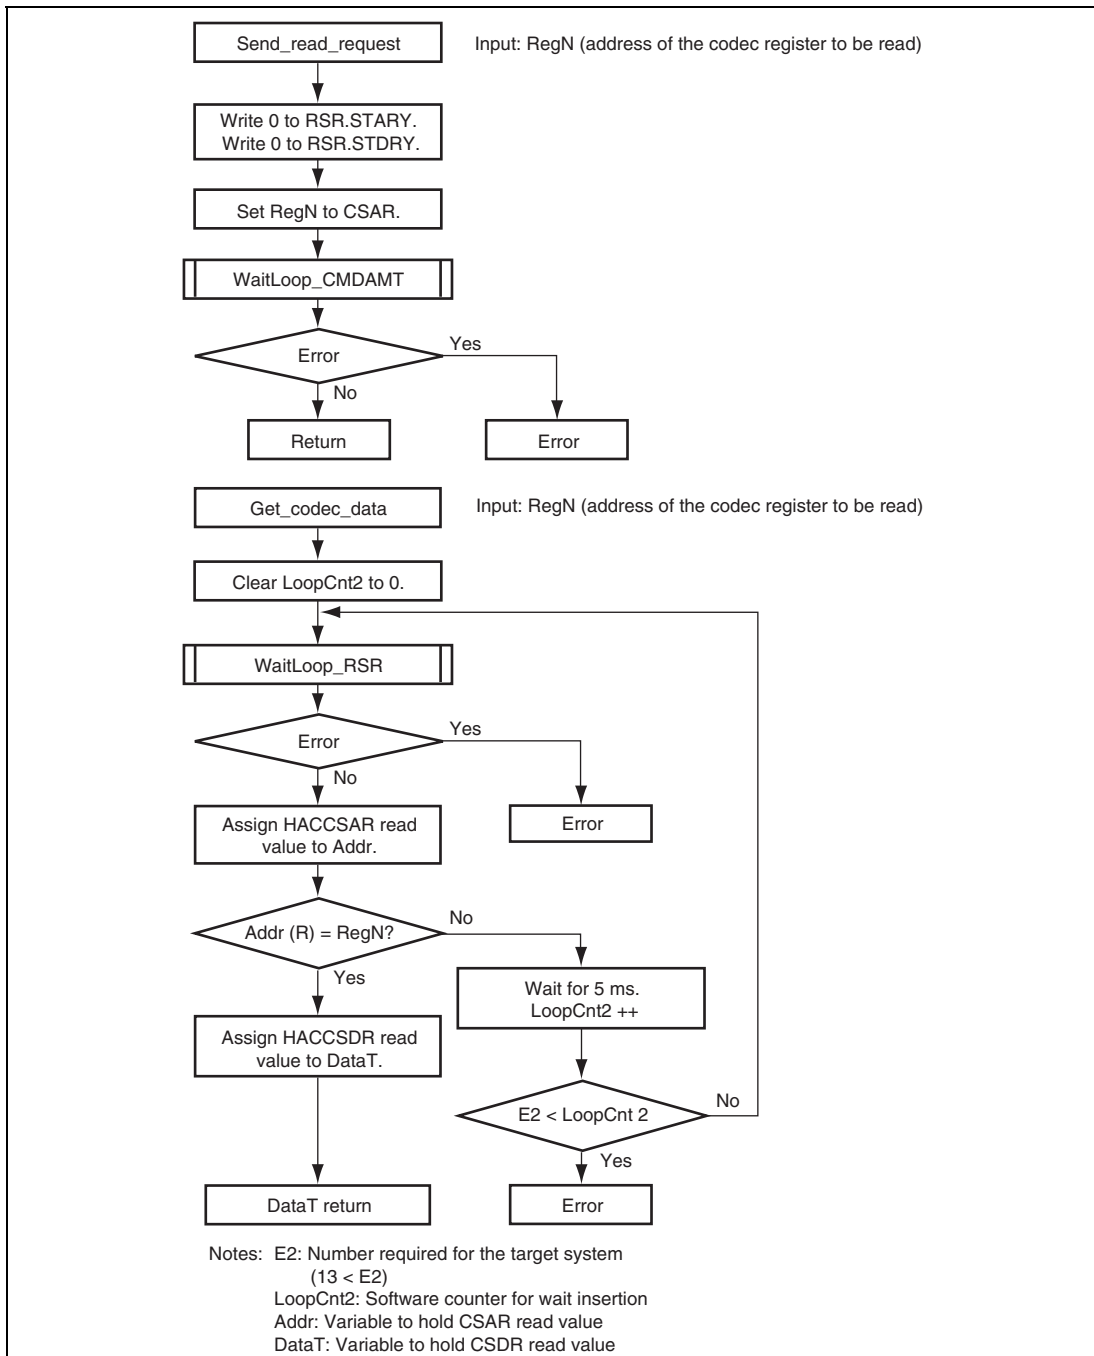 Send_read_request
Input: RegN (address of the codec register to be read)
Write 0 to RSR.STARY.
Write 0 to RSR.STDRY.
Set RegN to CSAR.
WaitLoop_CMDAMT
Error
Yes
No
Return
Error
Get_codec_data
Input: RegN (address of the codec register to be read)
Clear LoopCnt2 to 0.
WaitLoop_RSR
Error
Yes
No
Error
Assign HACCSAR read
value to Addr.
Addr (R) = RegN?
No
Yes
Wait for 5 ms.
LoopCnt2 ++
Assign HACCSDR read
value to DataT.
E2 < LoopCnt 2
No
Yes
DataT return
Error
Notes: E2: Number required for the target system
(13 < E2)
LoopCnt2: Software counter for wait insertion
Addr: Variable to hold CSAR read value
DataT: Variable to hold CSDR read value